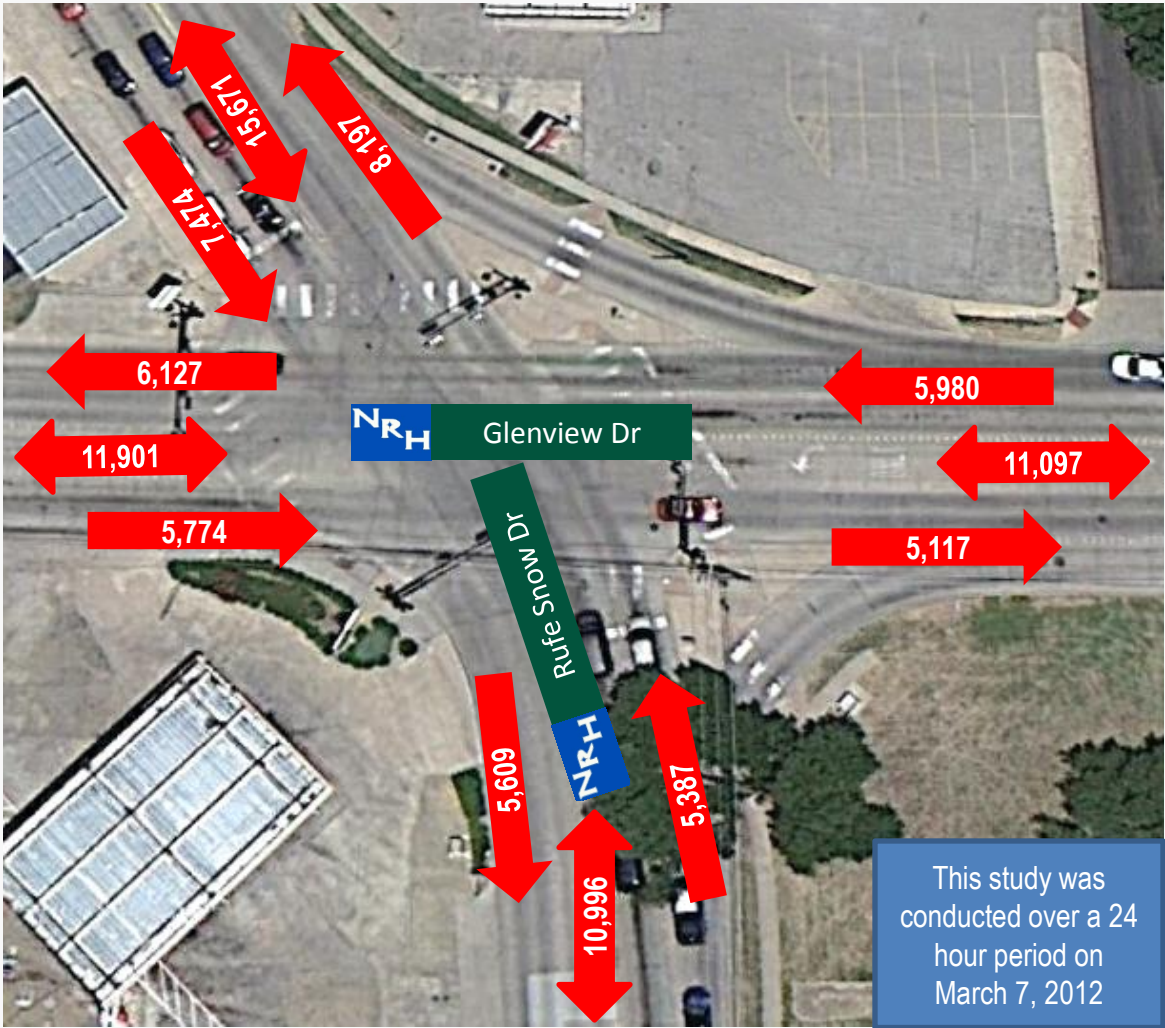 15,671
8,197
7,474
6,127
5,980
NRH Glenview Dr
11,901
11,097
5,774
5,117
Rufe Snow Dr
NRH
5,609
5,387
10,996
This study was
conducted over a 24
hour period on
March 7, 2012